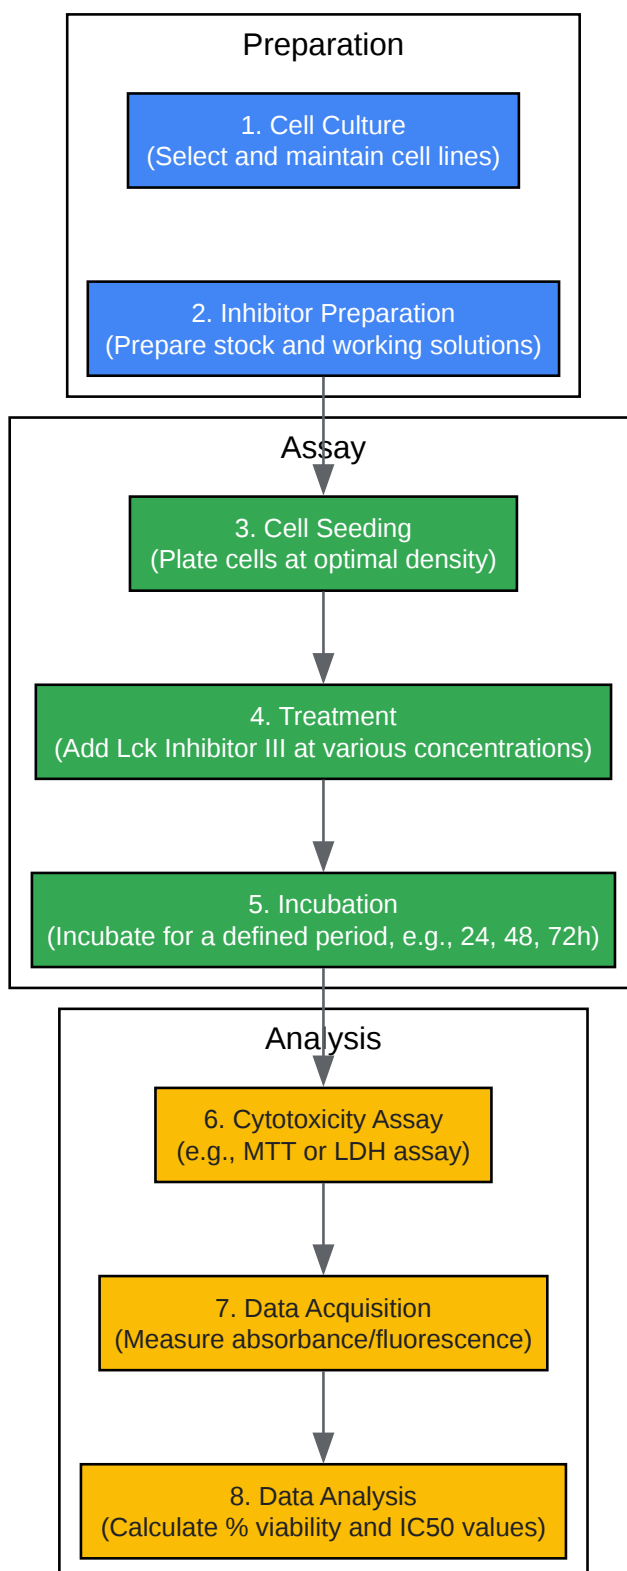 Preparation
1. Cell Culture
(Select and maintain cell lines)
2. Inhibitor Preparation
(Prepare stock and working solutions)
Assay
3. Cell Seeding
(Plate cells at optimal density)
4. Treatment
(Add Lck Inhibitor III at various concentrations)
5. Incubation
(Incubate for a defined period, e.g., 24, 48, 72h)
Analysis
6. Cytotoxicity Assay
(e.g., MTT or LDH assay)
7. Data Acquisition
(Measure absorbance/fluorescence)
8. Data Analysis
(Calculate % viability and IC50 values)